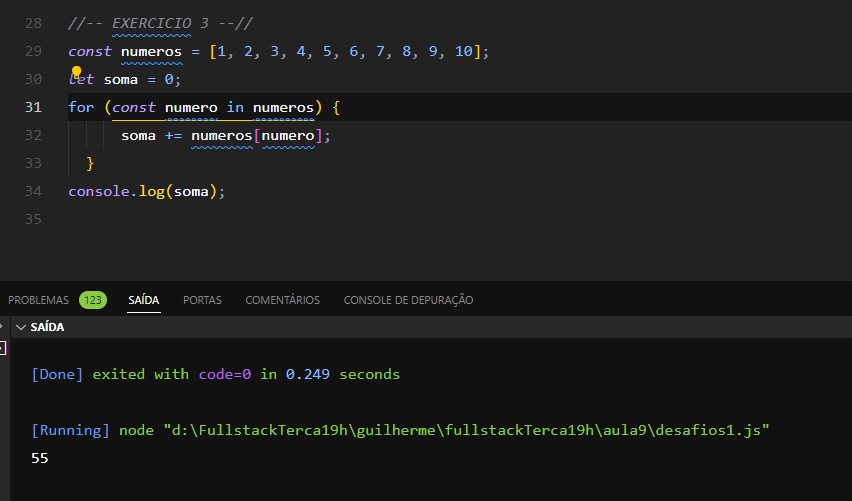 28 //-- EXERCICIO 3 --//
29 const numeros = [1, 2, 3, 4, 5, 6, 7, 8, 9, 10];
30 let soma = 0;
31 for (const numero in numeros) {
32 soma += numeros[numero];
33 }
34 console.log(soma);
35
PROBLEMAS 123 SAÍDA PORTAS COMENTÁRIOS CONSOLE DE DEPURAÇÃO
SAÍDA
[Done] exited with code=0 in 0.249 seconds
[Running] node "d:\FullstackTerca19h\guilherme\fullstackTerca19h\aula9\desafios1.js"
55